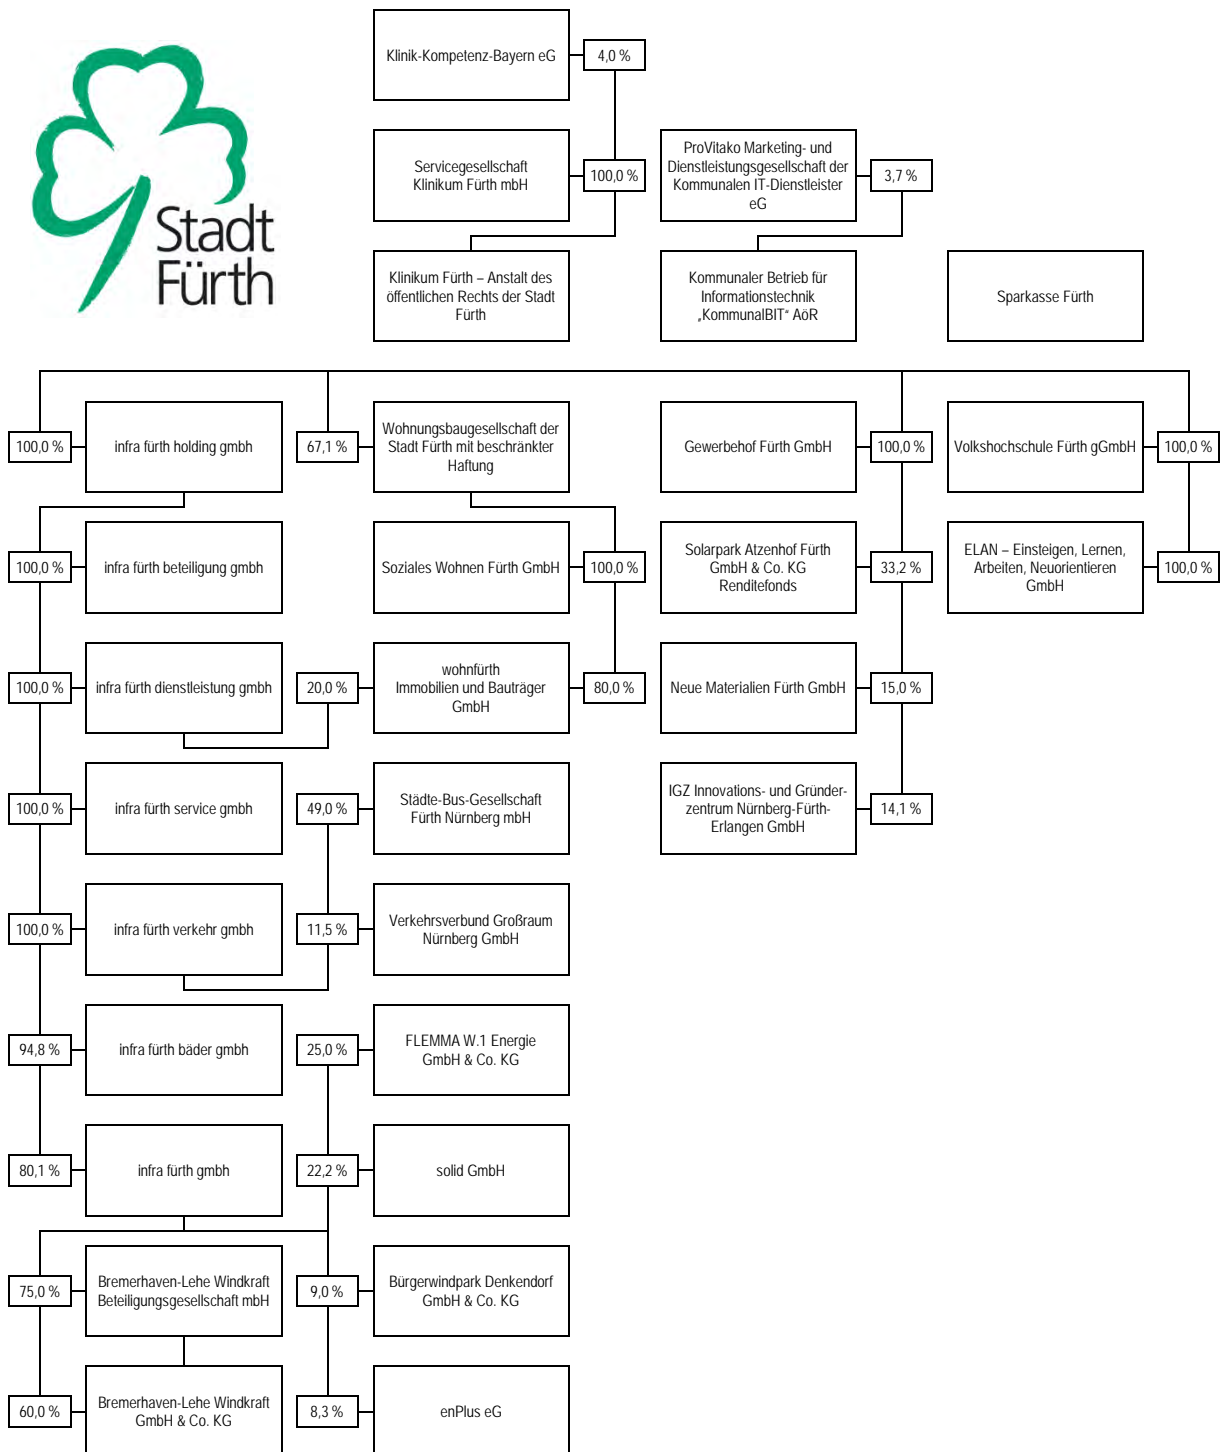 Klinik-Kompetenz-Bayern eG
4,0 %
Stadt
Fürth
Servicegesellschaft
Klinikum Fürth mbH
100,0 %
ProVitako Marketing- und
Dienstleistungsgesellschaft der
Kommunalen IT-Dienstleister
eG
3,7 %
Klinikum Fürth – Anstalt des
öffentlichen Rechts der Stadt
Fürth
Kommunaler Betrieb für
Informationstechnik
„KommunalBIT“ AöR
Sparkasse Fürth
100,0 %
infra fürth holding gmbh
67,1 %
Wohnungsbaugesellschaft der
Stadt Fürth mit beschränkter
Haftung
Gewerbehof Fürth GmbH
100,0 %
Volkshochschule Fürth gGmbH
100,0 %
100,0 %
infra fürth beteiligung gmbh
Soziales Wohnen Fürth GmbH
100,0 %
Solarpark Atzenhof Fürth
GmbH & Co. KG
Renditefonds
33,2 %
ELAN – Einsteigen, Lernen,
Arbeiten, Neuorientieren
GmbH
100,0 %
100,0 %
infra fürth dienstleistung gmbh
20,0 %
wohnfürth
Immobilien und Bauträger
GmbH
80,0 %
Neue Materialien Fürth GmbH
15,0 %
100,0 %
infra fürth service gmbh
49,0 %
Städte-Bus-Gesellschaft
Fürth Nürnberg mbH
IGZ Innovations- und Gründer-
zentrum Nürnberg-Fürth-
Erlangen GmbH
14,1 %
100,0 %
infra fürth verkehr gmbh
11,5 %
Verkehrsverbund Großraum
Nürnberg GmbH
94,8 %
infra fürth bäder gmbh
25,0 %
FLEMMA W.1 Energie
GmbH & Co. KG
80,1 %
infra fürth gmbh
22,2 %
solid GmbH
75,0 %
Bremerhaven-Lehe Windkraft
Beteiligungsgesellschaft mbH
9,0 %
Bürgerwindpark Denkendorf
GmbH & Co. KG
60,0 %
Bremerhaven-Lehe Windkraft
GmbH & Co. KG
8,3 %
enPlus eG